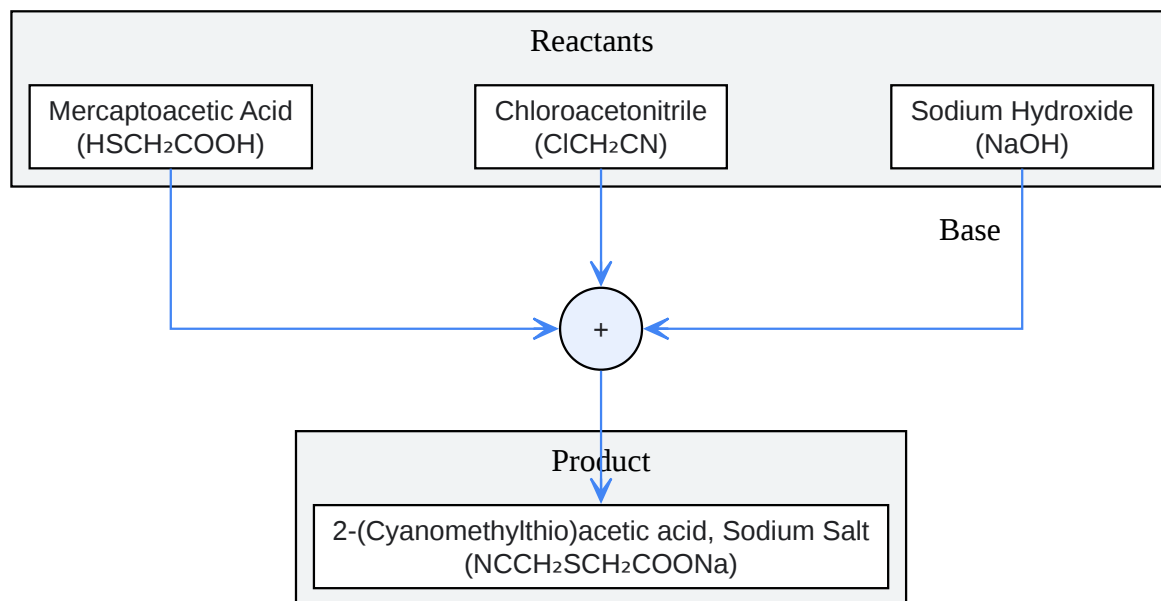 Reactants
Mercaptoacetic Acid
(HSCH₂COOH)
Chloroacetonitrile
(ClCH₂CN)
Sodium Hydroxide
(NaOH)
Base
+
Product
2-(Cyanomethylthio)acetic acid, Sodium Salt
(NCCH₂SCH₂COONa)